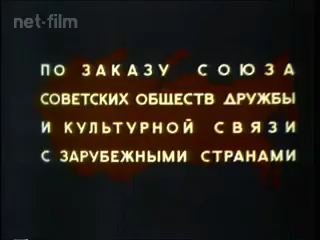 net-film
ПО ЗАКАЗУ СОЮЗА
СОВЕТСКИХ ОБЩЕСТВ ДРУЖБЫ
И КУЛЬТУРНОЙ СВЯЗИ
С ЗАРУБЕЖНЫМИ СТРАНАМИ